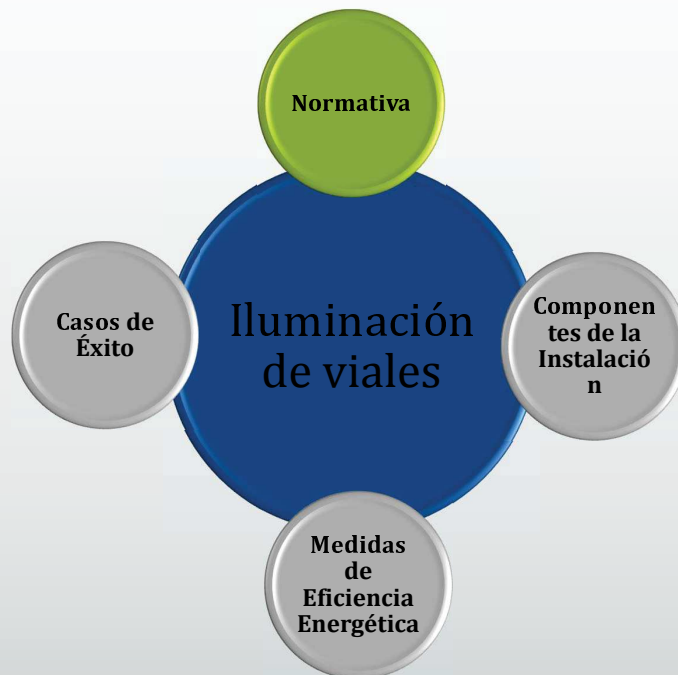 Normativa
Iluminación
de viales
Casos de
Éxito
Componen
tes de la
Instalació
n
Medidas
de
Eficiencia
Energética